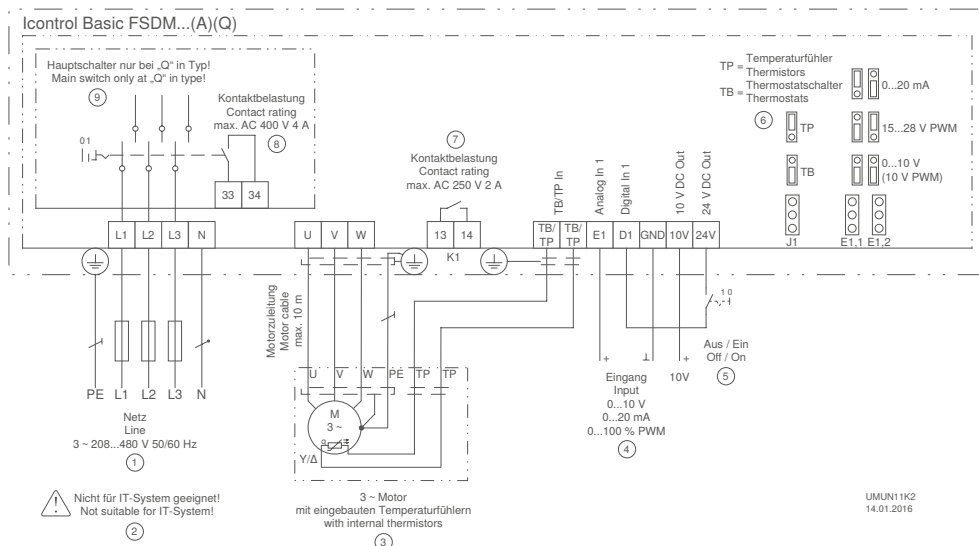 Icontrol Basic FSDM...(A)(Q)
Hauptschalter nur bei „Q“ in Typ!
Main switch only at „Q“ in type!
9
0 1
Kontaktbelastung
Contact rating
max. AC 400 V 4 A
8
33 34
7
Kontaktbelastung
Contact rating
max. AC 250 V 2 A
TB/TP In
Analog In 1
Digital In 1
10 V DC Out
24 V DC Out
TP = Temperaturfühler
Thermistors
TB = Thermostatschalter
Thermostats
6
TP
TB
J1
0...20 mA
15...28 V PWM
0...10 V
(10 V PWM)
E1,1 E1,2
L1 L2 L3 N
U V W
13 14
K1
TB/TP TB/TP E1 D1 GND 10V 24V
Motorzuleitung
Motor cable
max. 10 m
1 0
Aus / Ein
Off / On
5
PE L1 L2 L3 N
Netz
Line
3 ~ 208...480 V 50/60 Hz
1
U V W PE TP TP
M
3 ~
Y/Δ
+ ⊥ +
10V
Eingang
Input
0...10 V
0...20 mA
0...100 % PWM
4
Nicht für IT-System geeignet!
Not suitable for IT-System!
2
3 ~ Motor
mit eingebauten Temperaturfühlern
with internal thermistors
3
UMUN11K2
14.01.2016